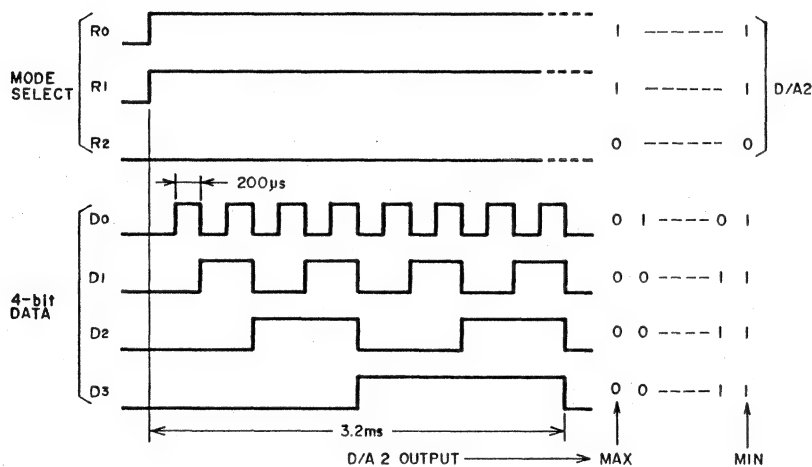 R0 1 ------ 1
MODE SELECT R1 1 ------ 1 D/A2
R2 0 ------ 0
200μs
D0 0 1 ---- 0 1
D1 0 0 ---- 1 1
4-bit DATA
D2 0 0 ---- 1 1
D3 0 0 ---- 1 1
3.2ms
D/A 2 OUTPUT MAX MIN